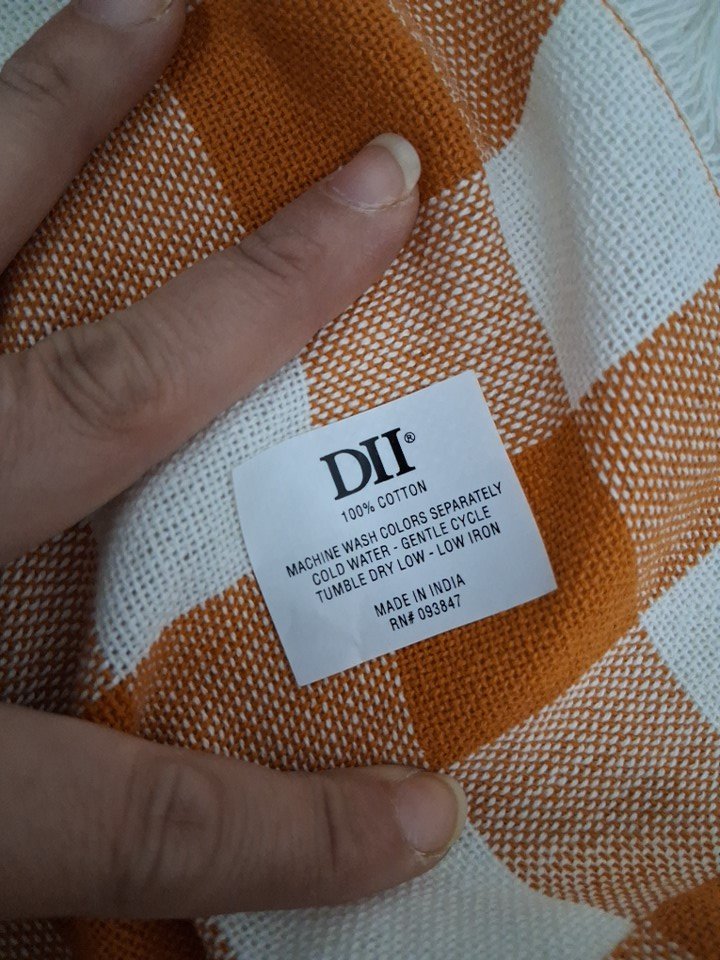 DII®
100% COTTON
MACHINE WASH COLORS SEPARATELY
COLD WATER - GENTLE CYCLE
TUMBLE DRY LOW - LOW IRON
MADE IN INDIA
RN# 093847